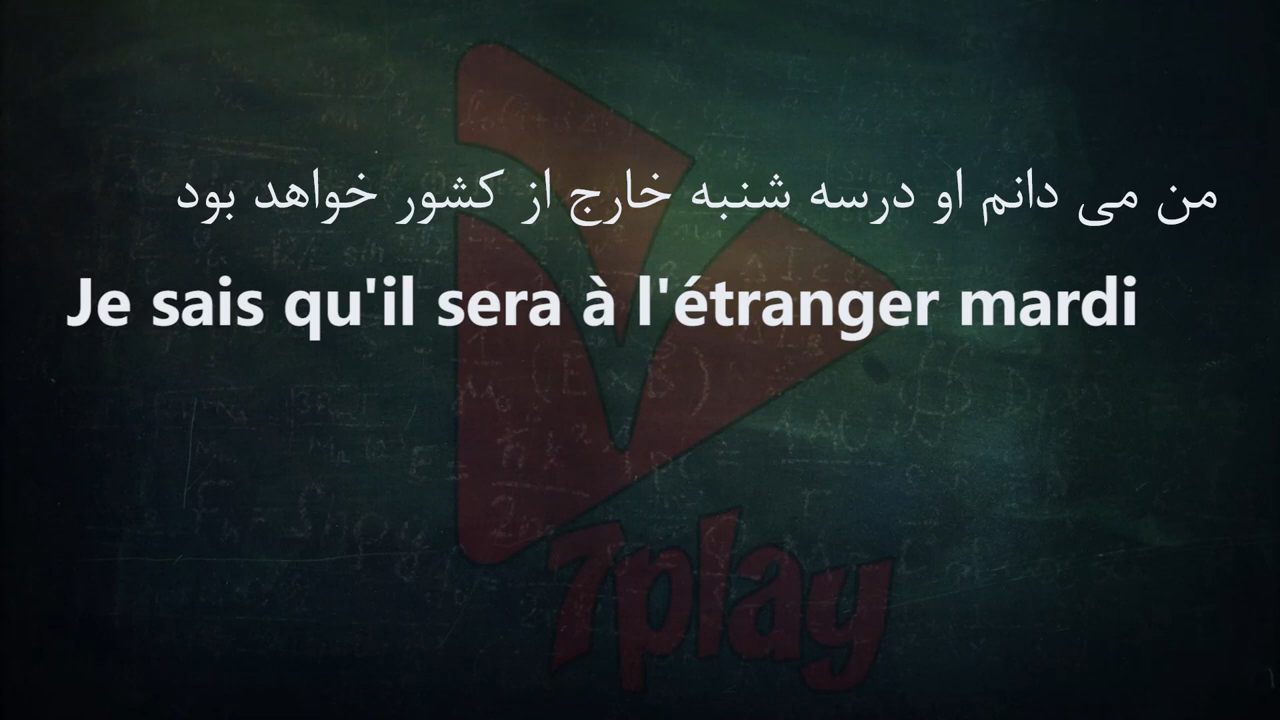 من می دانم او درسه شنبه خارج از کشور خواهد بود
Je sais qu'il sera à l'étranger mardi
7play